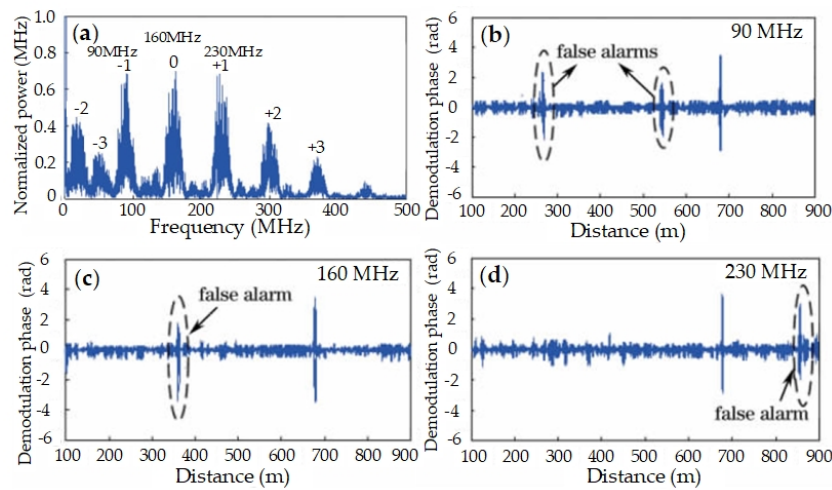 (a)
160MHz
90MHz
230MHz
-1
0
+1
-2
-3
+2
+3
1.0
0.8
0.6
0.4
0.2
0
Normalized power (MHz)
0
100
200
300
400
500
Frequency (MHz)
(b)
90 MHz
false alarms
6
4
2
0
-2
-4
-6
Demodulation phase (rad)
100 200 300 400 500 600 700 800 900
Distance (m)
(c)
160 MHz
false alarm
6
4
2
0
-2
-4
-6
Demodulation phase (rad)
100 200 300 400 500 600 700 800 900
Distance (m)
(d)
230 MHz
false alarm
6
4
2
0
-2
-4
-6
Demodulation phase (rad)
100 200 300 400 500 600 700 800 900
Distance (m)